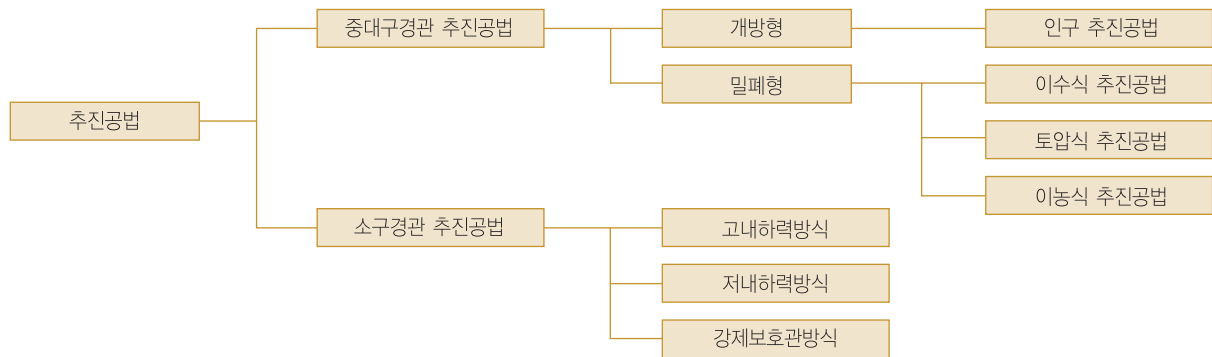 중대구경관 추진공법
개방형
인구 추진공법
밀폐형
이수식 추진공법
추진공법
토압식 추진공법
이농식 추진공법
소구경관 추진공법
고내하력방식
저내하력방식
강제보호관방식